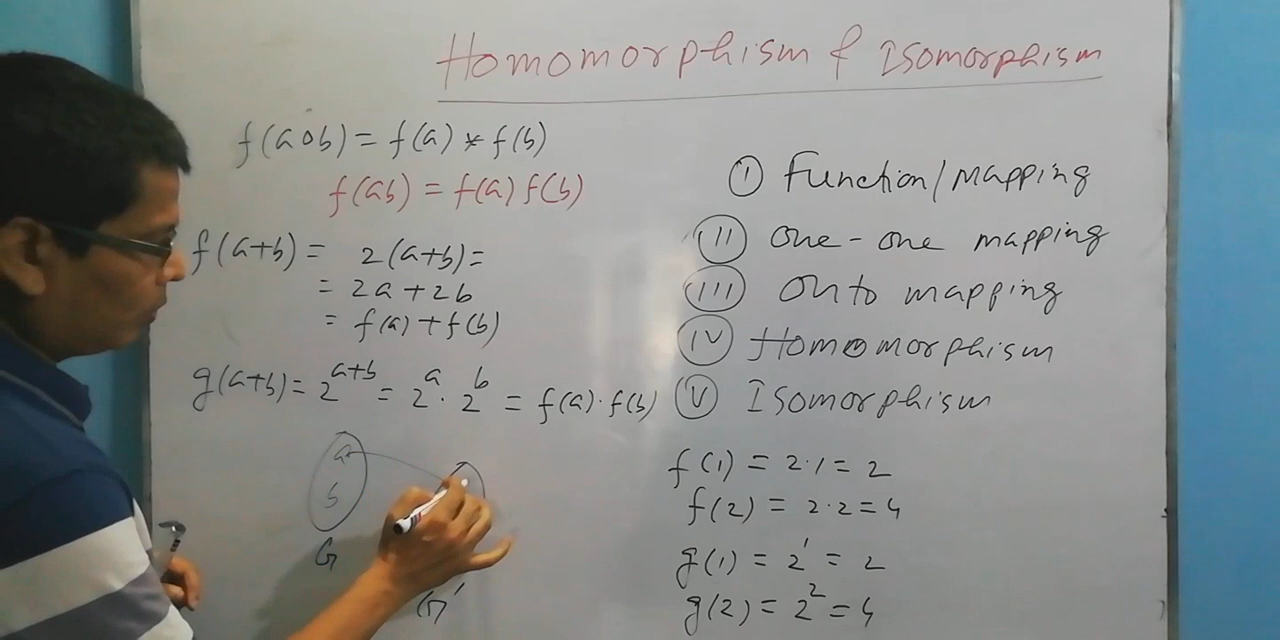 Homomorphism & Isomorphism
f(a∘b) = f(a) * f(b)
f(ab) = f(a) f(b)
f(a+b) = 2(a+b) =
= 2a + 2b
= f(a) + f(b)
g(a+b) = 2^{a+b} = 2^a · 2^b = f(a) · f(b)
a
b
G
G'
(I) Function/Mapping
(II) One-one mapping
(III) Onto mapping
(IV) Homomorphism
(V) Isomorphism
f(1) = 2·1 = 2
f(2) = 2·2 = 4
g(1) = 2^1 = 2
g(2) = 2^2 = 4